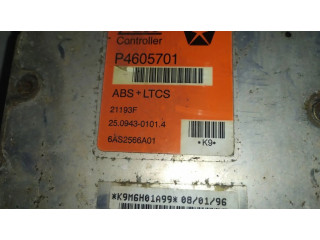 Controller
P4605701
ABS+LTCS
21193F
25.0943-0101.4
6AS2566A01
*K9*
*K9M6H01A99* 08/01/96